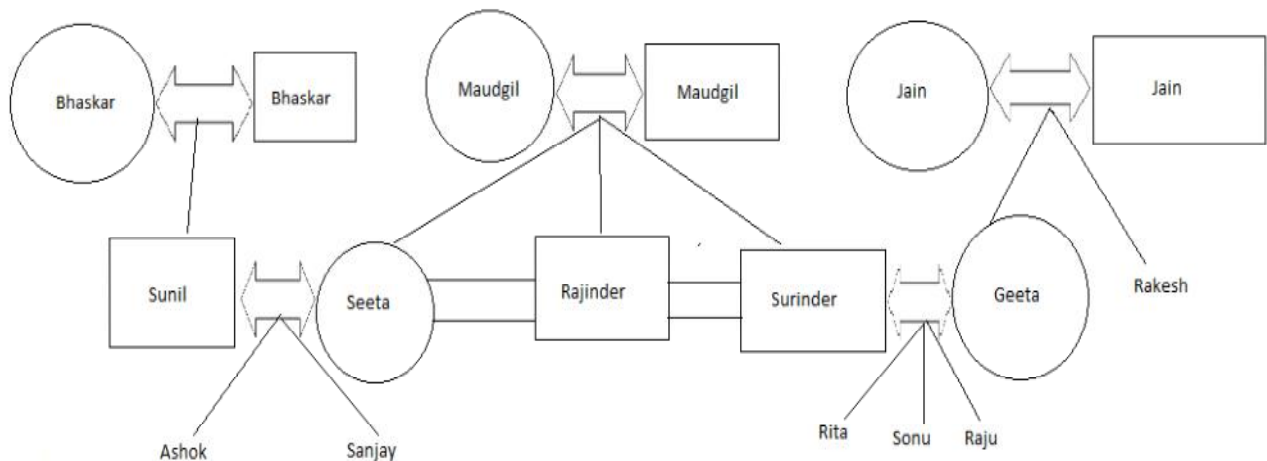 Bhaskar
Bhaskar
Maudgil
Maudgil
Jain
Jain
Sunil
Seeta
Rajinder
Surinder
Geeta
Rakesh
Ashok
Sanjay
Rita
Sonu
Raju